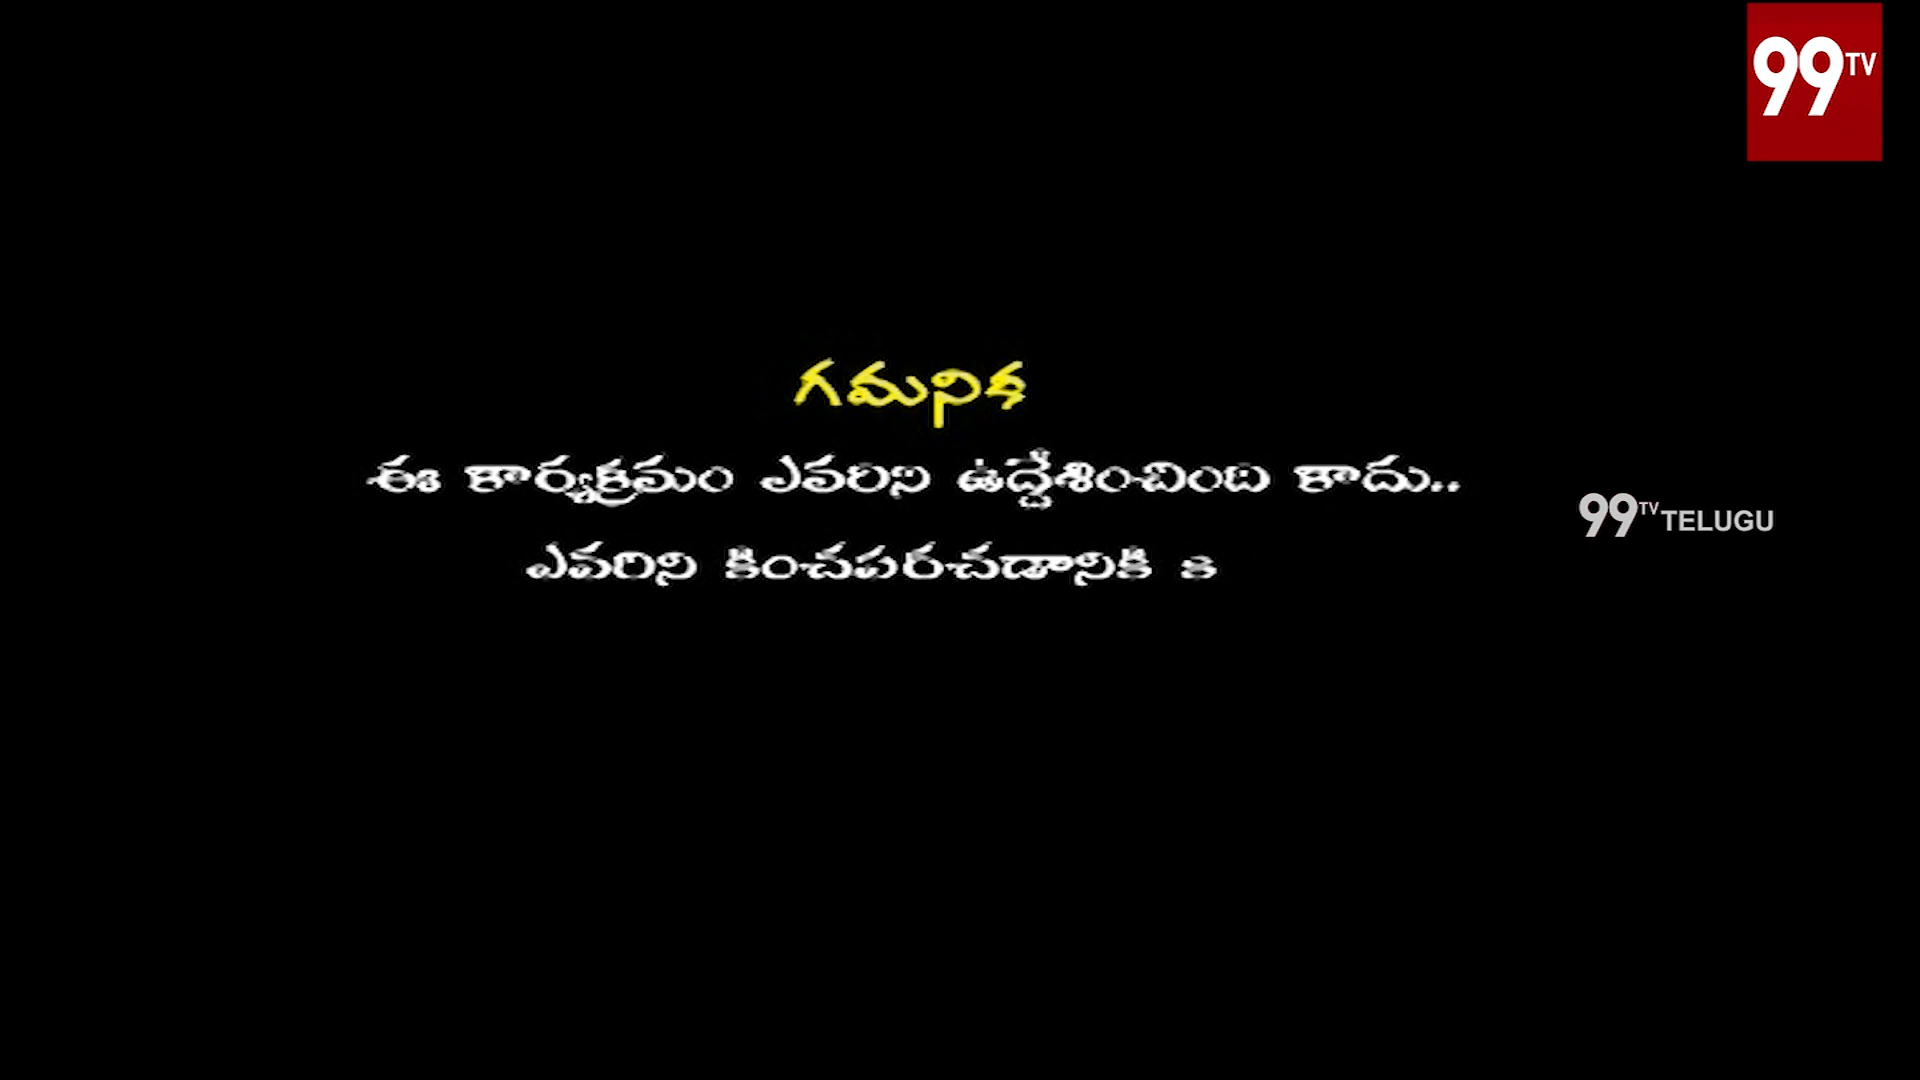 99TV
గమనిక
ఈ కార్యక్రమం ఎవరిని ఉద్దేశించింది కాదు..
99TV TELUGU
ఎవరిని కించపరచడానికి క